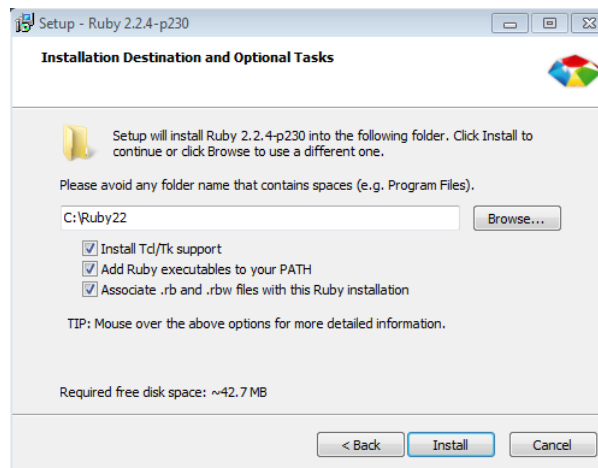 Setup - Ruby 2.2.4-p230
Installation Destination and Optional Tasks
Setup will install Ruby 2.2.4-p230 into the following folder. Click Install to
continue or click Browse to use a different one.
Please avoid any folder name that contains spaces (e.g. Program Files).
C:\Ruby22
Browse...
Install Tcl/Tk support
Add Ruby executables to your PATH
Associate .rb and .rbw files with this Ruby installation
TIP: Mouse over the above options for more detailed information.
Required free disk space: ~42.7 MB
< Back Install Cancel